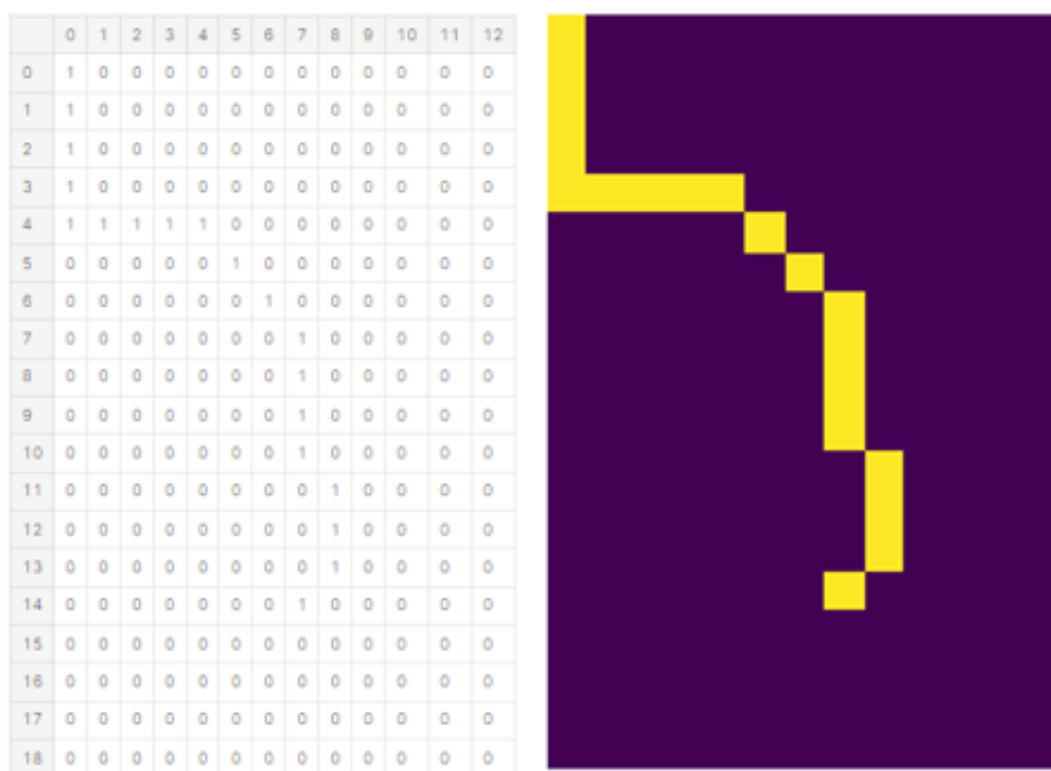 0 1 2 3 4 5 6 7 8 9 10 11 12
0 1 0 0 0 0 0 0 0 0 0 0 0 0
1 1 0 0 0 0 0 0 0 0 0 0 0 0
2 1 0 0 0 0 0 0 0 0 0 0 0 0
3 1 0 0 0 0 0 0 0 0 0 0 0 0
4 1 1 1 1 1 0 0 0 0 0 0 0 0
5 0 0 0 0 0 1 0 0 0 0 0 0 0
6 0 0 0 0 0 0 1 0 0 0 0 0 0
7 0 0 0 0 0 0 0 1 0 0 0 0 0
8 0 0 0 0 0 0 0 1 0 0 0 0 0
9 0 0 0 0 0 0 0 1 0 0 0 0 0
10 0 0 0 0 0 0 0 1 0 0 0 0 0
11 0 0 0 0 0 0 0 0 1 0 0 0 0
12 0 0 0 0 0 0 0 0 1 0 0 0 0
13 0 0 0 0 0 0 0 0 1 0 0 0 0
14 0 0 0 0 0 0 0 1 0 0 0 0 0
15 0 0 0 0 0 0 0 0 0 0 0 0 0
16 0 0 0 0 0 0 0 0 0 0 0 0 0
17 0 0 0 0 0 0 0 0 0 0 0 0 0
18 0 0 0 0 0 0 0 0 0 0 0 0 0